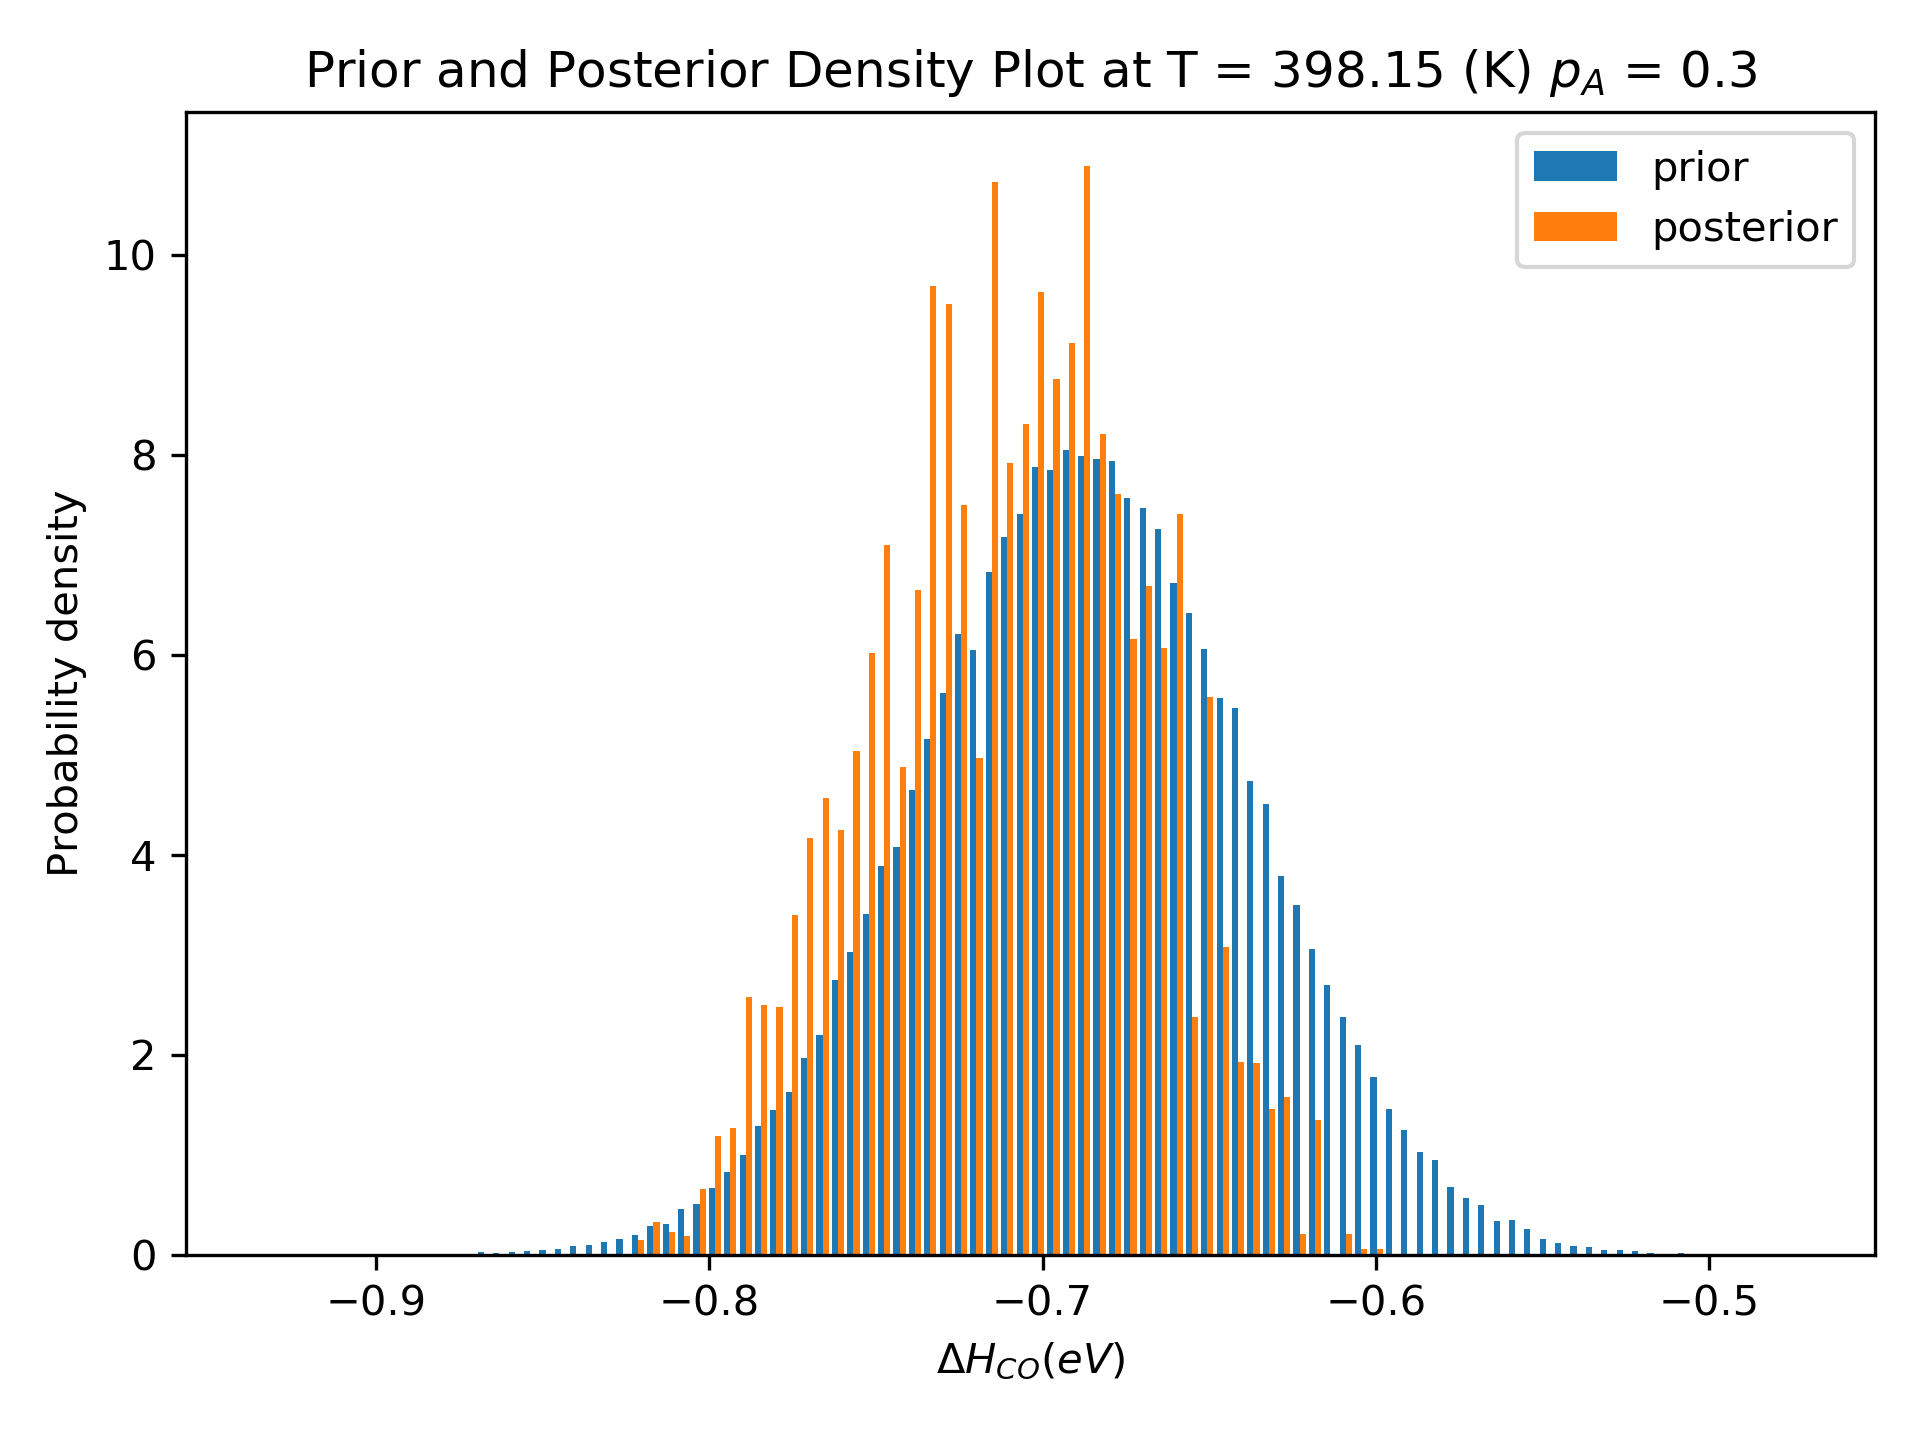 Prior and Posterior Density Plot at T = 398.15 (K) p_A = 0.3
prior
posterior
Probability density
10
8
6
4
2
0
−0.9 −0.8 −0.7 −0.6 −0.5
ΔH_CO(eV)